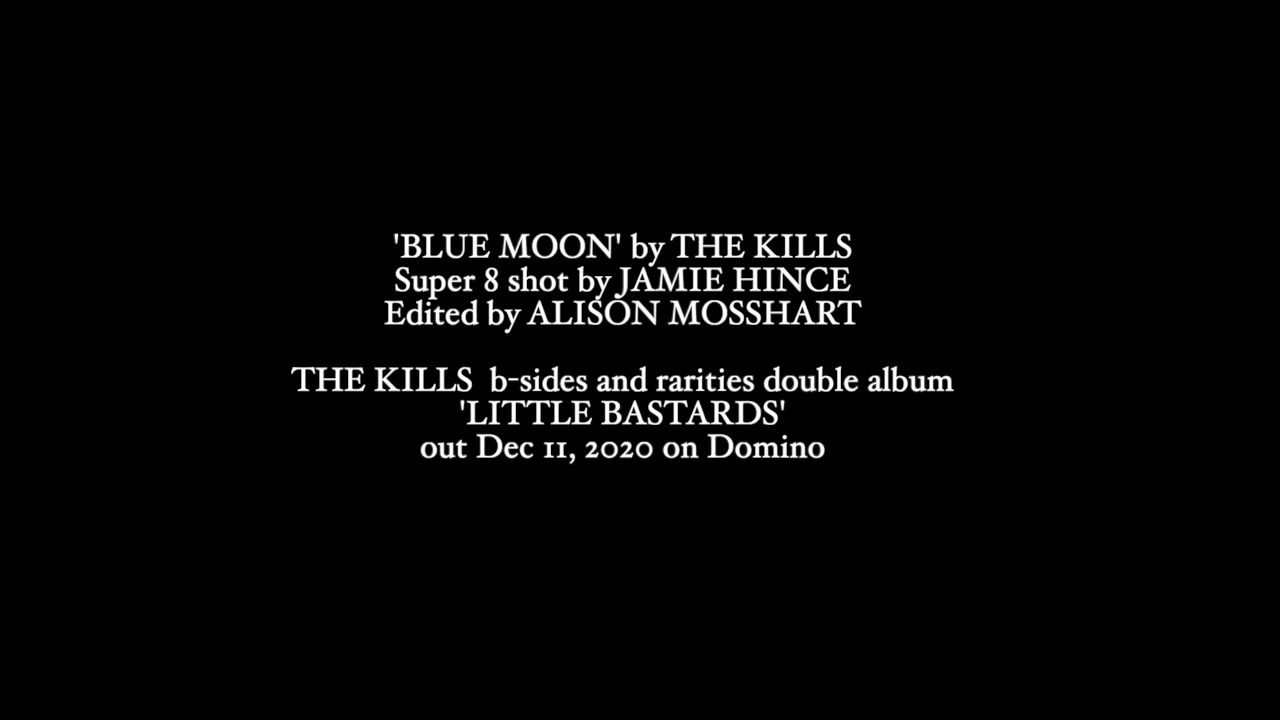 'BLUE MOON' by THE KILLS
Super 8 shot by JAMIE HINCE
Edited by ALISON MOSSHART
THE KILLS  b-sides and rarities double album
'LITTLE BASTARDS'
out Dec 11, 2020 on Domino